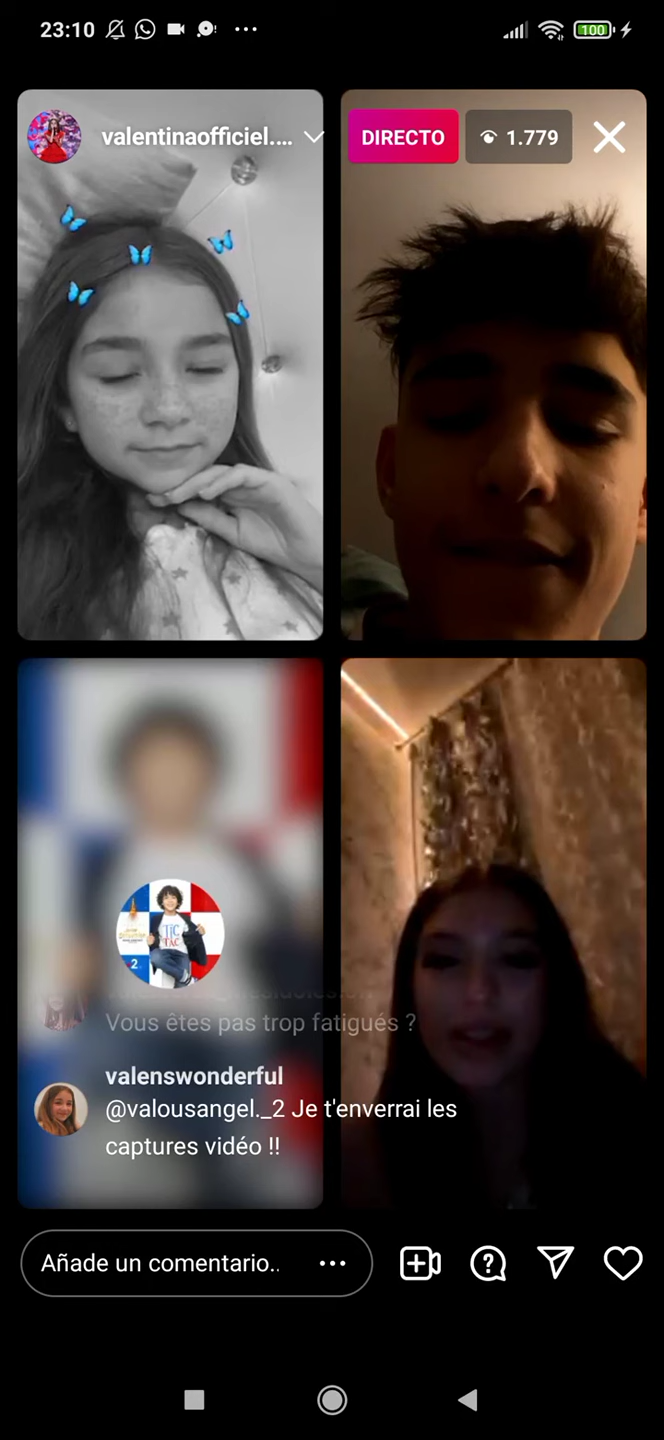 23:10
100
valentinaofficiel....
DIRECTO
1.779
TIC
TAC
2
Vous êtes pas trop fatigués ?
valenswonderful
@valousangel._2 Je t'enverrai les
captures vidéo !!
Añade un comentario..